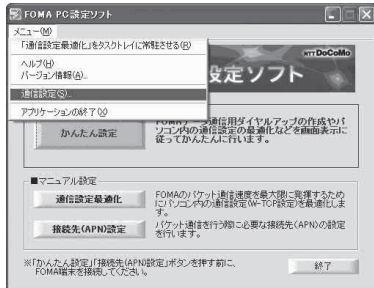 FOMA PC設定ソフト
メニュー(M)
「通信設定最適化」をタスクトレイに常駐させる(R)
ヘルプ(H)
バージョン情報(A)...
通信設定(S)...
アプリケーションの終了(X)
NTT DoCoMo
設定ソフト
かんたん設定
FOMAデータ通信用ダイヤルアップの作成やパ
ソコン内の通信設定の最適化などを画面表示に
従ってかんたんに行います。
■マニュアル設定
通信設定最適化
FOMAのパケット通信速度を最大限に発揮するため
にパソコン内の通信設定(W-TCP設定)を最適化しま
す。
接続先(APN)設定
パケット通信を行う際に必要な接続先(APN)の設定
を行います。
※「かんたん設定」「接続先(APN)設定」ボタンを押す前に、
FOMA端末を接続してください。
終了